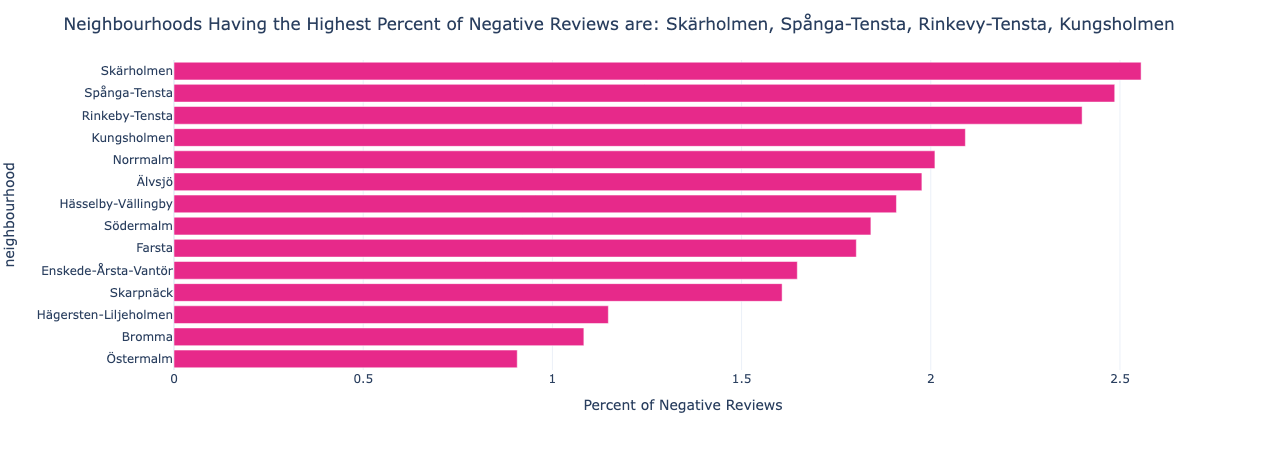 Neighbourhoods Having the Highest Percent of Negative Reviews are: Skärholmen, Spånga-Tensta, Rinkevy-Tensta, Kungsholmen
neighbourhood
Skärholmen
Spånga-Tensta
Rinkeby-Tensta
Kungsholmen
Norrmalm
Älvsjö
Hässelby-Vällingby
Södermalm
Farsta
Enskede-Årsta-Vantör
Skarpnäck
Hägersten-Liljeholmen
Bromma
Östermalm
0 0.5 1 1.5 2 2.5
Percent of Negative Reviews